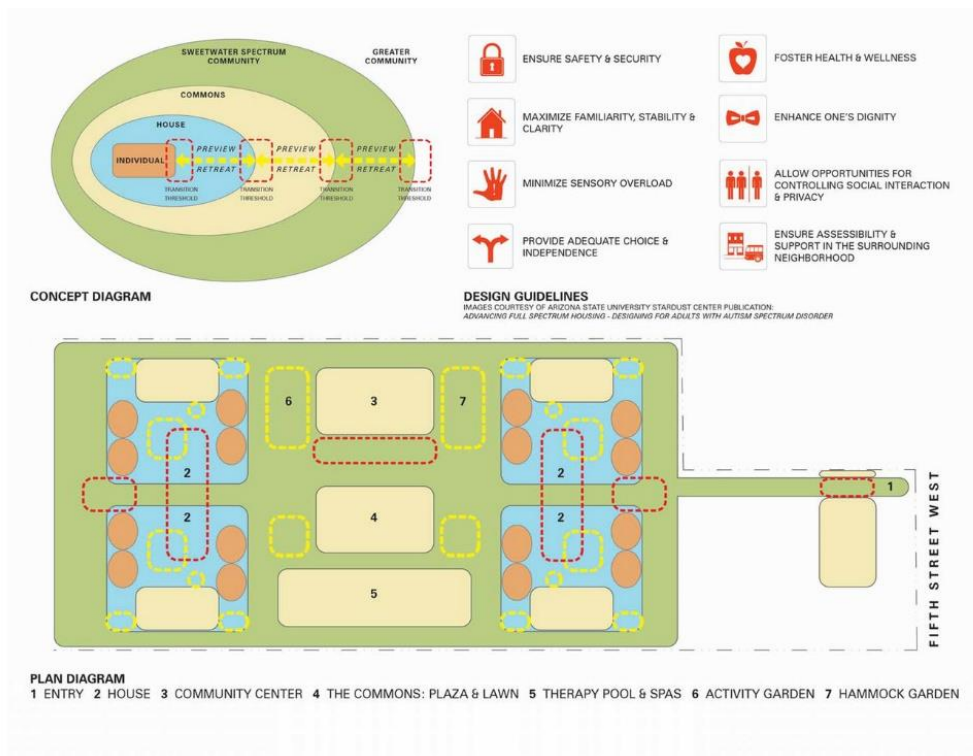 SWEETWATER SPECTRUM
COMMUNITY
GREATER
COMMUNITY
COMMONS
HOUSE
INDIVIDUAL
PREVIEW
PREVIEW
PREVIEW
RETREAT
RETREAT
RETREAT
TRANSITION
THRESHOLD
TRANSITION
THRESHOLD
TRANSITION
THRESHOLD
TRANSITION
THRESHOLD
CONCEPT DIAGRAM
ENSURE SAFETY & SECURITY
MAXIMIZE FAMILIARITY, STABILITY &
CLARITY
MINIMIZE SENSORY OVERLOAD
PROVIDE ADEQUATE CHOICE &
INDEPENDENCE
FOSTER HEALTH & WELLNESS
ENHANCE ONE'S DIGNITY
ALLOW OPPORTUNITIES FOR
CONTROLLING SOCIAL INTERACTION
& PRIVACY
ENSURE ASSESSIBILITY &
SUPPORT IN THE SURROUNDING
NEIGHBORHOOD
DESIGN GUIDELINES
IMAGES COURTESY OF ARIZONA STATE UNIVERSITY STARDUST CENTER PUBLICATION:
ADVANCING FULL SPECTRUM HOUSING - DESIGNING FOR ADULTS WITH AUTISM SPECTRUM DISORDER
6
3
7
2
2
1
2
4
2
5
FIFTH STREET WEST
PLAN DIAGRAM
1 ENTRY 2 HOUSE 3 COMMUNITY CENTER 4 THE COMMONS: PLAZA & LAWN 5 THERAPY POOL & SPAS 6 ACTIVITY GARDEN 7 HAMMOCK GARDEN